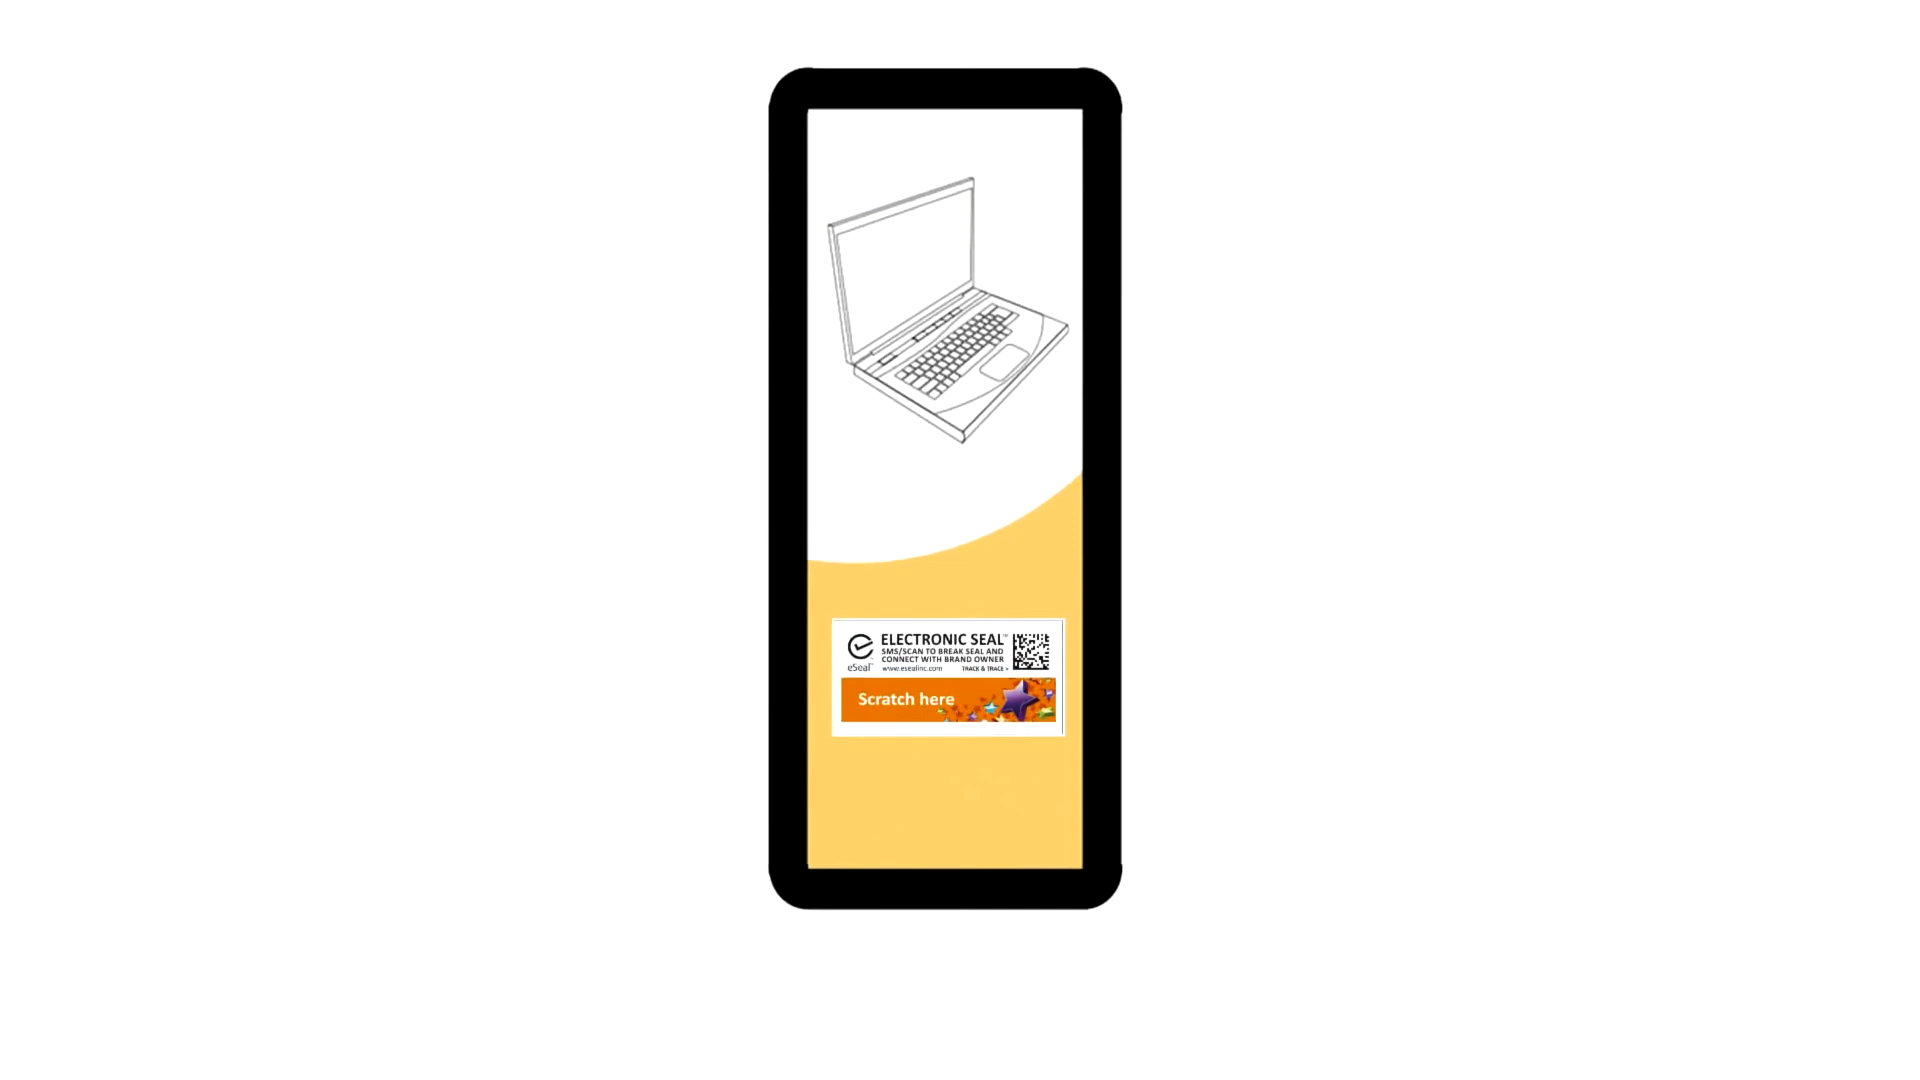 ELECTRONIC SEAL™
SMS/SCAN TO BREAK SEAL AND
CONNECT WITH BRAND OWNER
eSeal™ www.esealinc.com TRACK & TRACE >
Scratch here